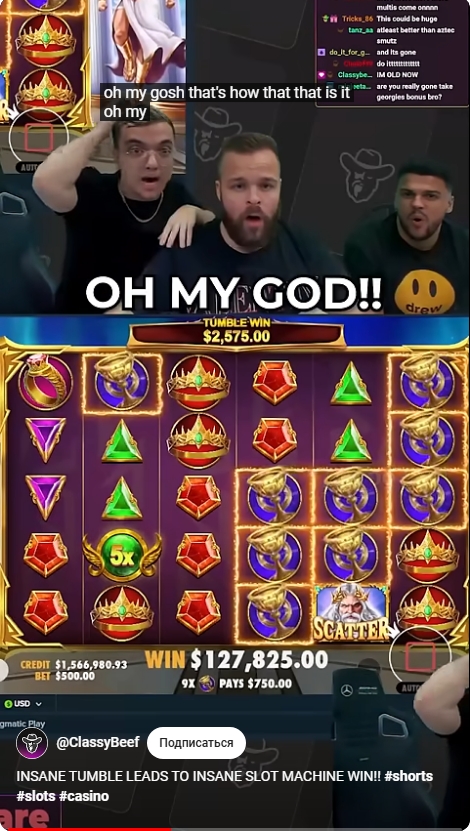 multis come onnnn
Tricks_86 This could be huge
tanz_aa atleast better than aztec
smutz
do_it_for_g... and its gone
do itttttttttttttt
Classybe... IM OLD NOW
are you really gone take
georgies bonus bro?
oh my gosh that's how that that is it
oh my
OH MY GOD!!
drew
TUMBLE WIN
$2,575.00
5x
SCATTER
CREDIT $1,566,980.93
BET $500.00
WIN $127,825.00
9X PAYS $750.00
USD
gmatic Play
@ClassyBeef
Подписаться
INSANE TUMBLE LEADS TO INSANE SLOT MACHINE WIN!! #shorts
#slots #casino
are